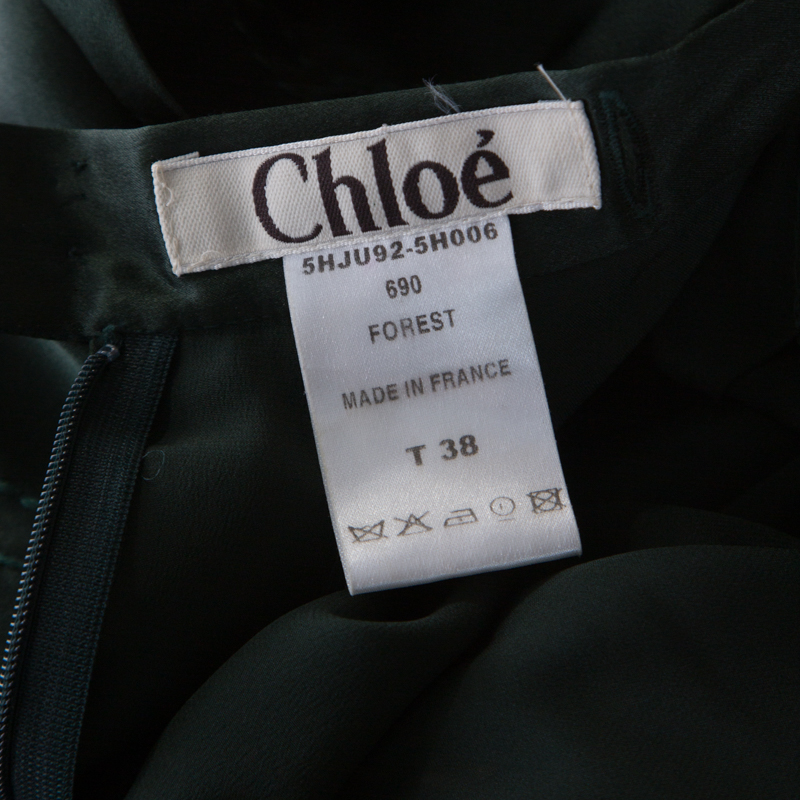 Chloé
5HJU92-5H006
690
FOREST
MADE IN FRANCE
T 38